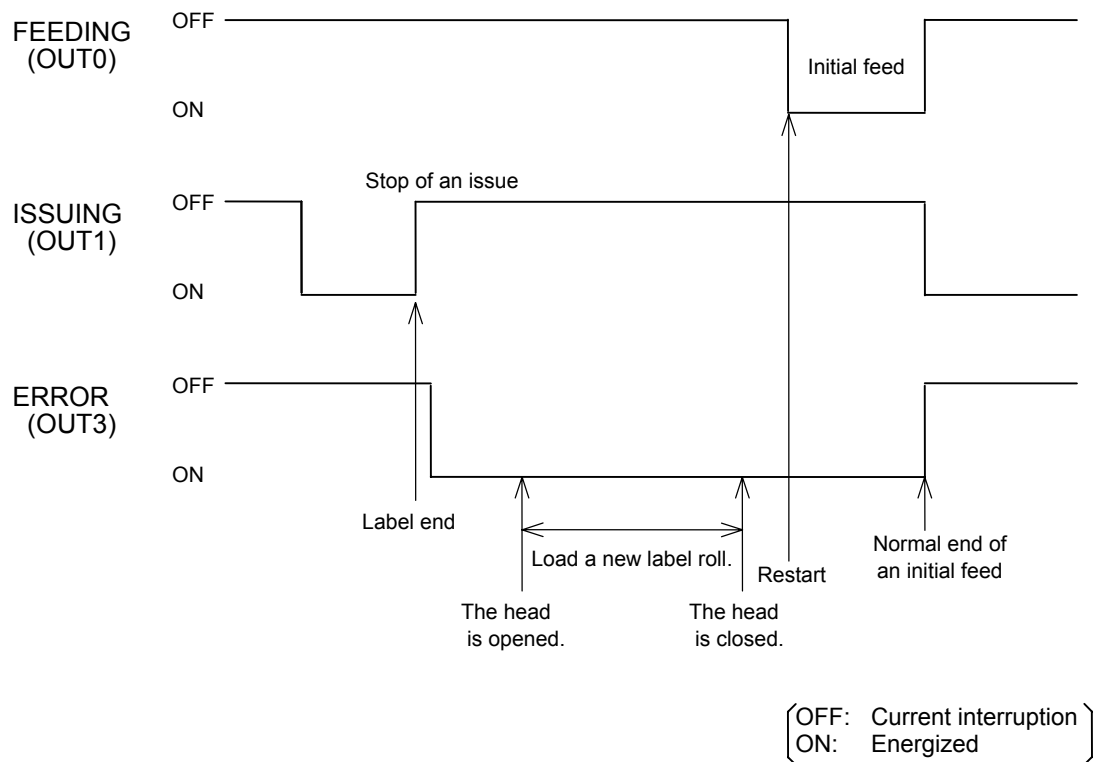 FEEDING
(OUT0)
OFF
ON
Initial feed
Stop of an issue
ISSUING
(OUT1)
OFF
ON
ERROR
(OUT3)
OFF
ON
Label end
Load a new label roll.
Restart
Normal end of
an initial feed
The head
is opened.
The head
is closed.
OFF: Current interruption
ON: Energized